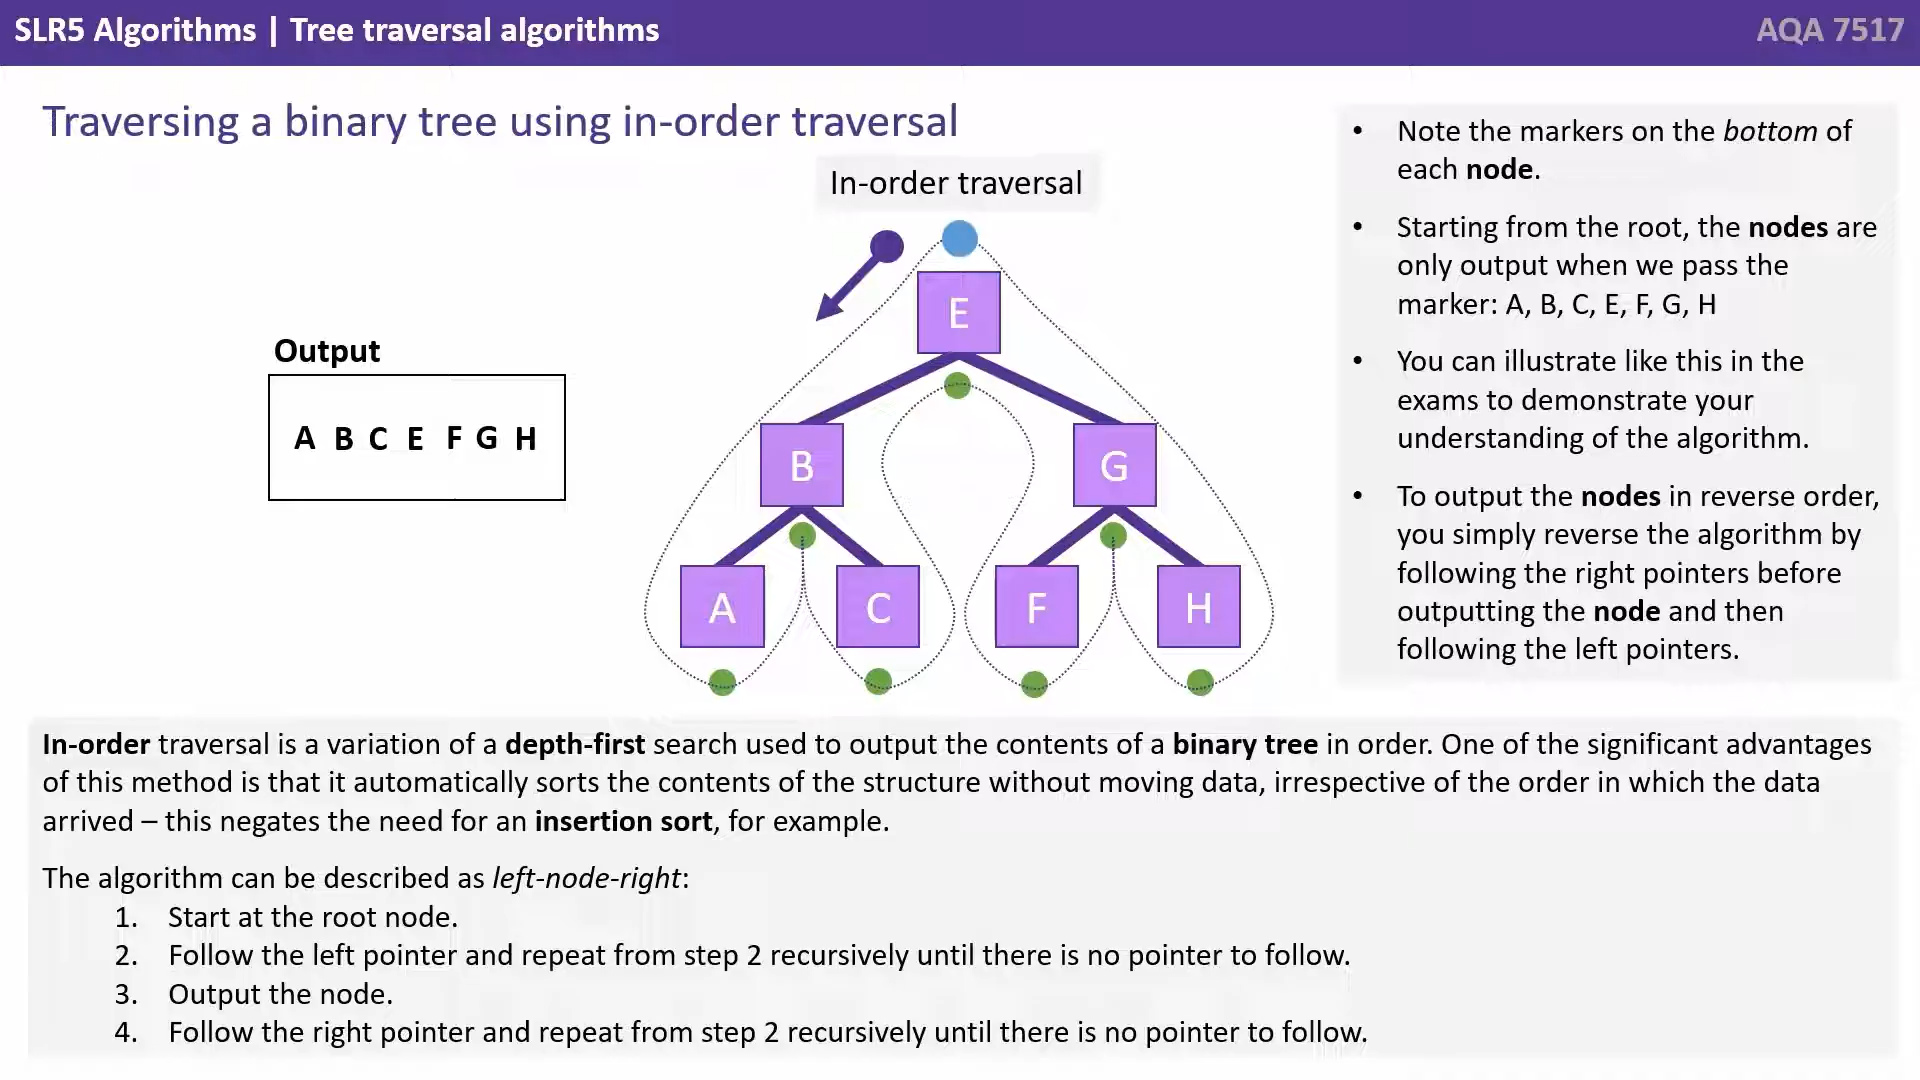 SLR5 Algorithms | Tree traversal algorithms
AQA 7517
Traversing a binary tree using in-order traversal
In-order traversal
Output
A B C E F G H
E
B
G
A
C
F
H
• Note the markers on the bottom of
each node.
• Starting from the root, the nodes are
only output when we pass the
marker: A, B, C, E, F, G, H
• You can illustrate like this in the
exams to demonstrate your
understanding of the algorithm.
• To output the nodes in reverse order,
you simply reverse the algorithm by
following the right pointers before
outputting the node and then
following the left pointers.
In-order traversal is a variation of a depth-first search used to output the contents of a binary tree in order. One of the significant advantages
of this method is that it automatically sorts the contents of the structure without moving data, irrespective of the order in which the data
arrived – this negates the need for an insertion sort, for example.
The algorithm can be described as left-node-right:
1. Start at the root node.
2. Follow the left pointer and repeat from step 2 recursively until there is no pointer to follow.
3. Output the node.
4. Follow the right pointer and repeat from step 2 recursively until there is no pointer to follow.